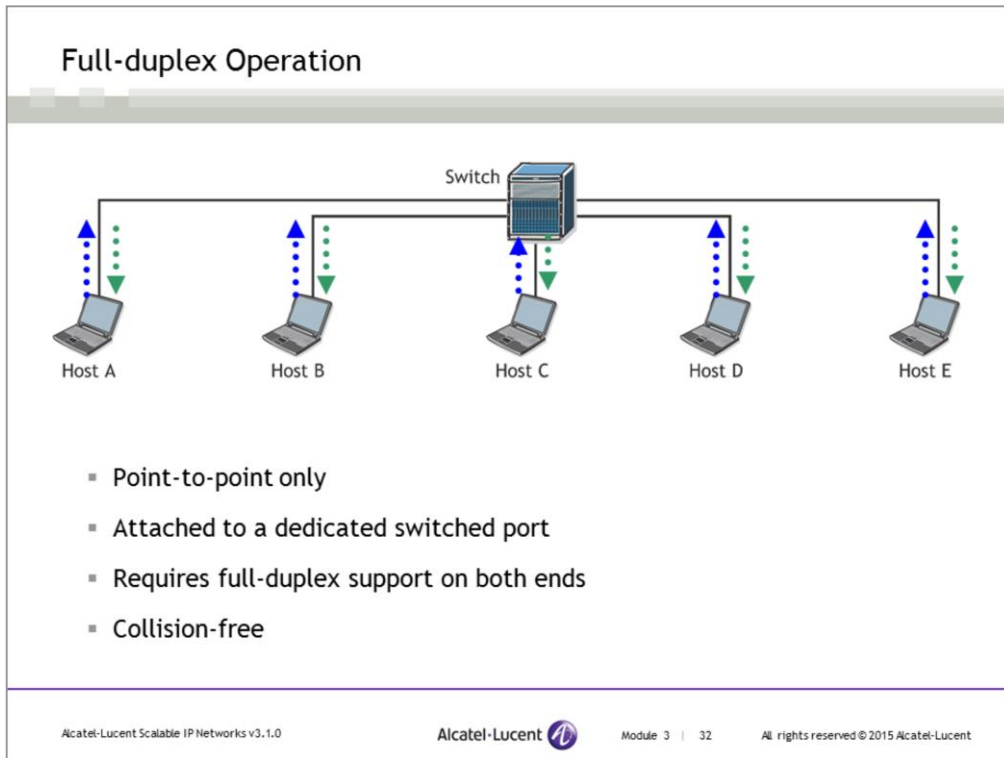 Full-duplex Operation
Switch
Host A
Host B
Host C
Host D
Host E
▪ Point-to-point only
▪ Attached to a dedicated switched port
▪ Requires full-duplex support on both ends
▪ Collision-free
Alcatel-Lucent Scalable IP Networks v3.1.0
Alcatel·Lucent
Module 3 | 32
All rights reserved © 2015 Alcatel-Lucent